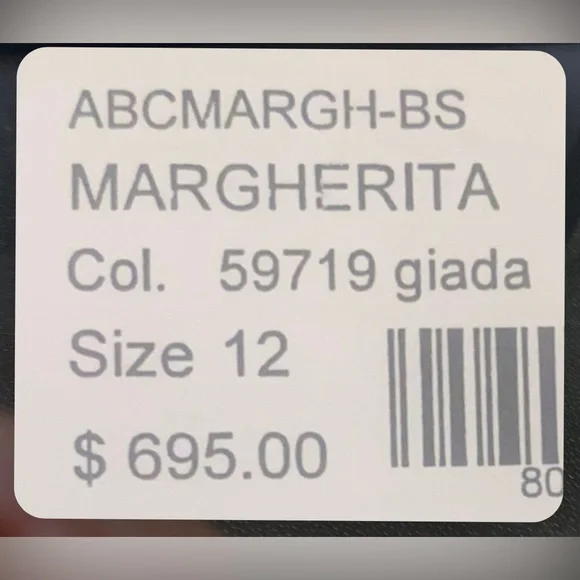 ABCMARGH-BS
MARGHERITA
Col. 59719 giada
Size 12
$ 695.00
80